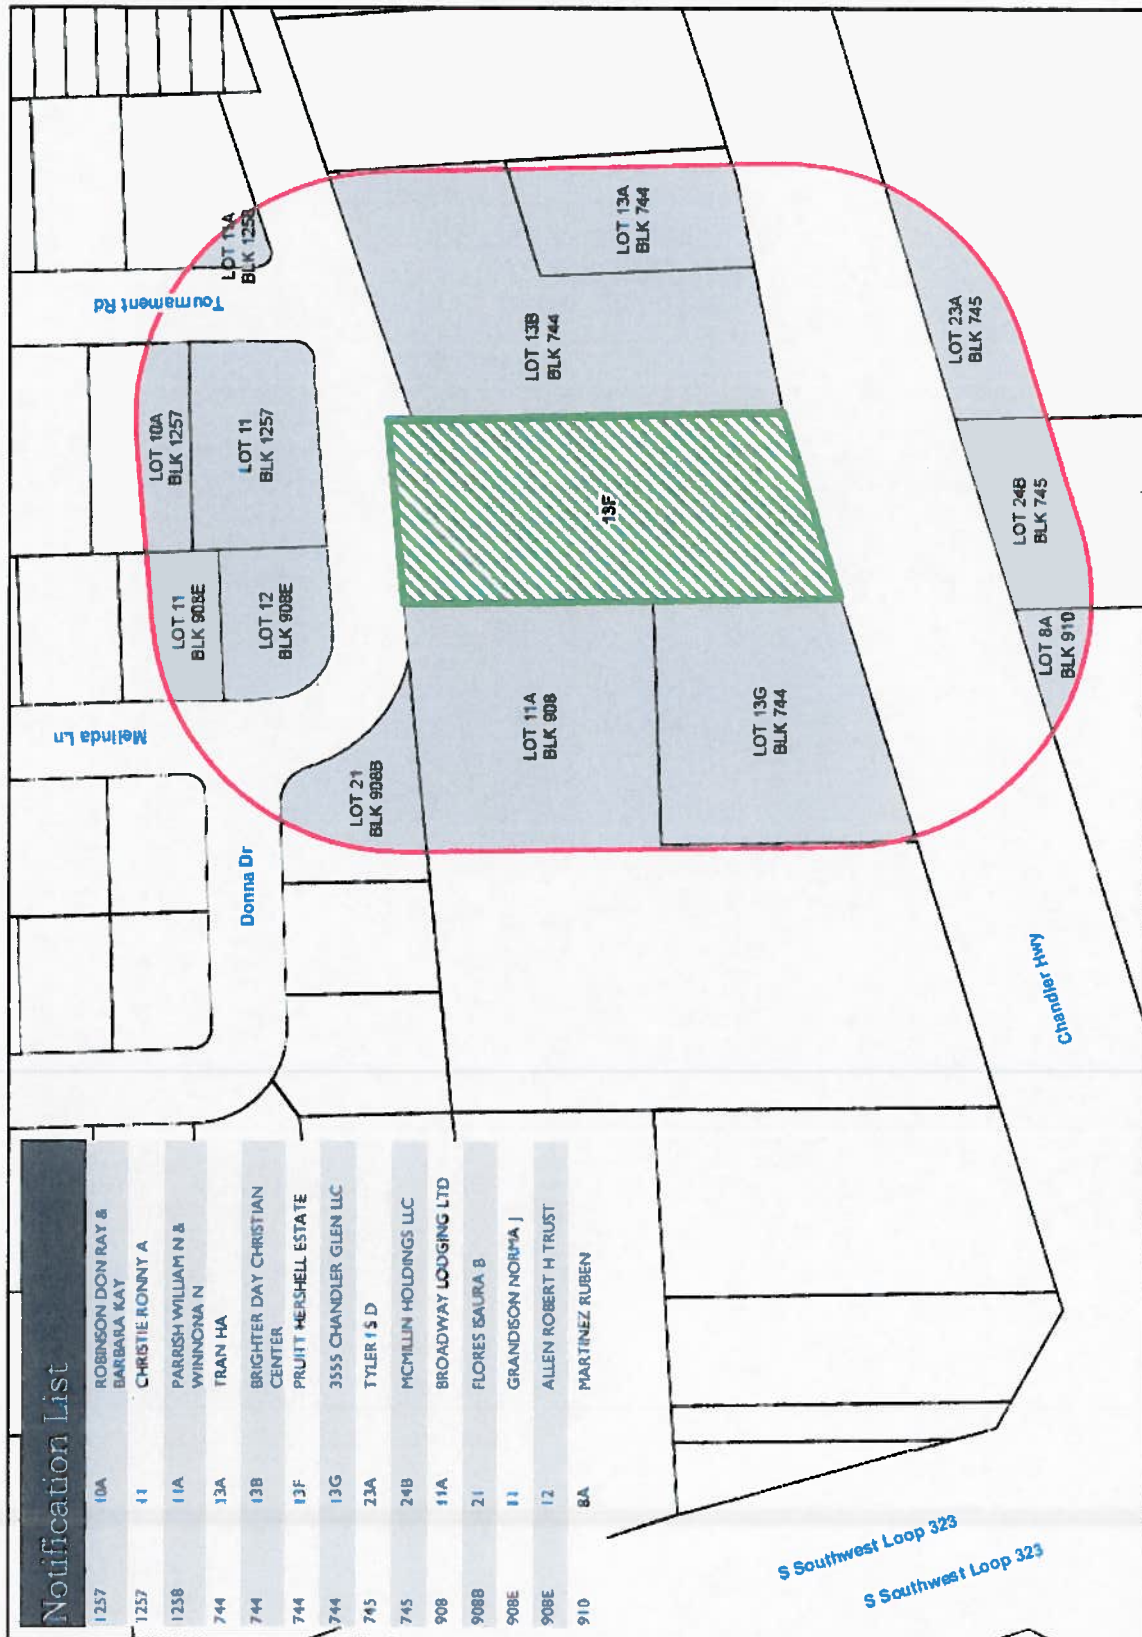 Notification List
1257 10A ROBINSON DON RAY &
BARBARA KAY
1257 11 CHRISTIE RONNY A
1258 11A PARRISH WILLIAM N &
WINNONA N
744 13A TRAN HA
744 13B BRIGHTER DAY CHRISTIAN
CENTER
744 13F PRUITT HERSHELL ESTATE
744 13G 3555 CHANDLER GLEN LLC
745 23A TYLER I S D
745 24B MCMILLIN HOLDINGS LLC
908 11A BROADWAY LODGING LTD
908B 21 FLORES ISAURA B
908E 11 GRANDISON NORMA J
908E 12 ALLEN ROBERT H TRUST
910 8A MARTINEZ RUBEN
Melinda Ln
Tournament Rd
Donna Dr
LOT 11
BLK 908E
LOT 10A
BLK 1257
LOT 11A
BLK 1258
LOT 12
BLK 908E
LOT 11
BLK 1257
LOT 21
BLK 908B
LOT 11A
BLK 908
LOT 13B
BLK 744
LOT 13A
BLK 744
13F
LOT 13G
BLK 744
LOT 23A
BLK 745
LOT 24B
BLK 745
LOT 8A
BLK 910
Chandler Hwy
S Southwest Loop 323
S Southwest Loop 323